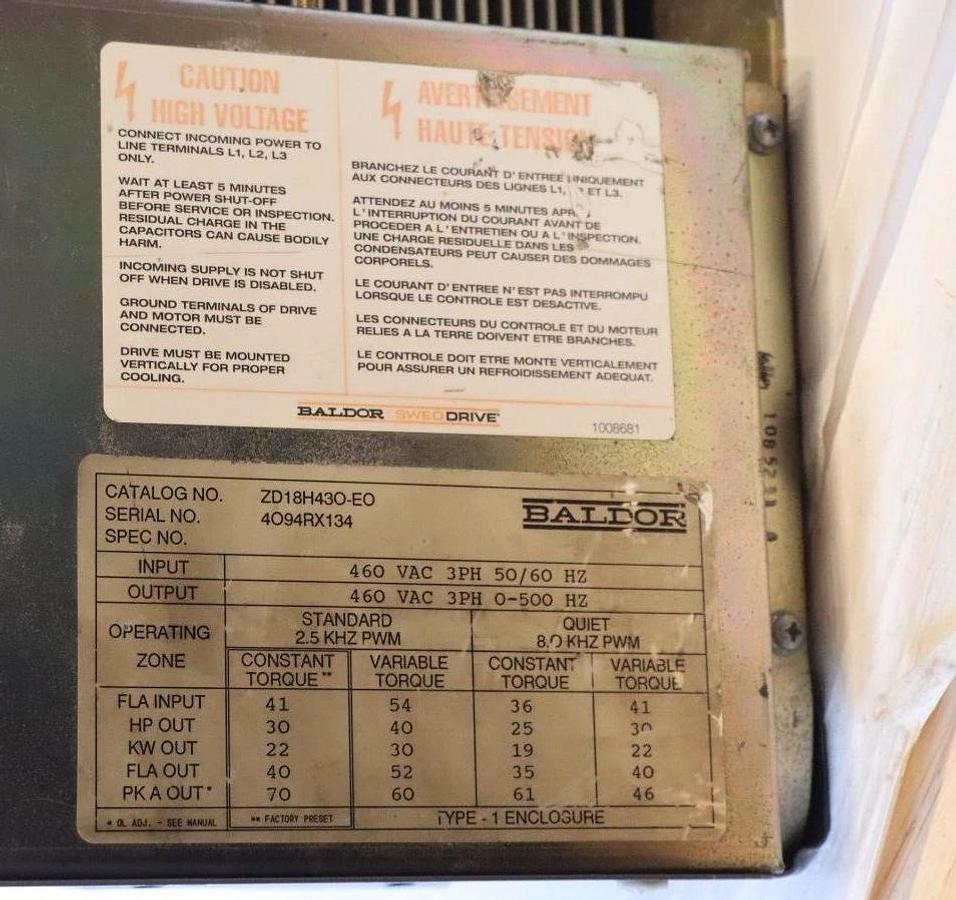 CAUTION
HIGH VOLTAGE
CONNECT INCOMING POWER TO
LINE TERMINALS L1, L2, L3
ONLY.
WAIT AT LEAST 5 MINUTES
AFTER POWER SHUT-OFF
BEFORE SERVICE OR INSPECTION.
RESIDUAL CHARGE IN THE
CAPACITORS CAN CAUSE BODILY
HARM.
INCOMING SUPPLY IS NOT SHUT
OFF WHEN DRIVE IS DISABLED.
GROUND TERMINALS OF DRIVE
AND MOTOR MUST BE
CONNECTED.
DRIVE MUST BE MOUNTED
VERTICALLY FOR PROPER
COOLING.
AVERTISSEMENT
HAUTE TENSION
BRANCHEZ LE COURANT D'ENTREE UNIQUEMENT
AUX CONNECTEURS DES LIGNES L1, ET L3.
ATTENDEZ AU MOINS 5 MINUTES
L'INTERRUPTION DU COURANT AVANT DE
PROCEDER A L'ENTRETIEN OU A L'INSPECTION.
UNE CHARGE RESIDUELLE DANS LES
CONDENSATEURS PEUT CAUSER DES DOMMAGES
CORPORELS.
LE COURANT D'ENTREE N'EST PAS INTERROMPU
LORSQUE LE CONTROLE EST DESACTIVE.
LES CONNECTEURS DU CONTROLE ET DU MOTEUR
RELIES A LA TERRE DOIVENT ETRE BRANCHES.
LE CONTROLE DOIT ETRE MONTE VERTICALEMENT
POUR ASSURER UN REFROIDISSEMENT ADEQUAT.
BALDOR SWEODRIVE
1008681
CATALOG NO. ZD18H430-EO
SERIAL NO. 4094RX134
SPEC NO.
BALDOR
INPUT 460 VAC 3PH 50/60 HZ
OUTPUT 460 VAC 3PH 0-500 HZ
OPERATING ZONE
STANDARD QUIET
2.5 KHZ PWM 8.0 KHZ PWM
CONSTANT VARIABLE CONSTANT VARIABLE
TORQUE** TORQUE TORQUE TORQUE
FLA INPUT 41 54 36 41
HP OUT 30 40 25 30
KW OUT 22 30 19 22
FLA OUT 40 52 35 40
PK A OUT* 70 60 61 46
* OL ADJ. - SEE MANUAL ** FACTORY PRESET TYPE - 1 ENCLOSURE